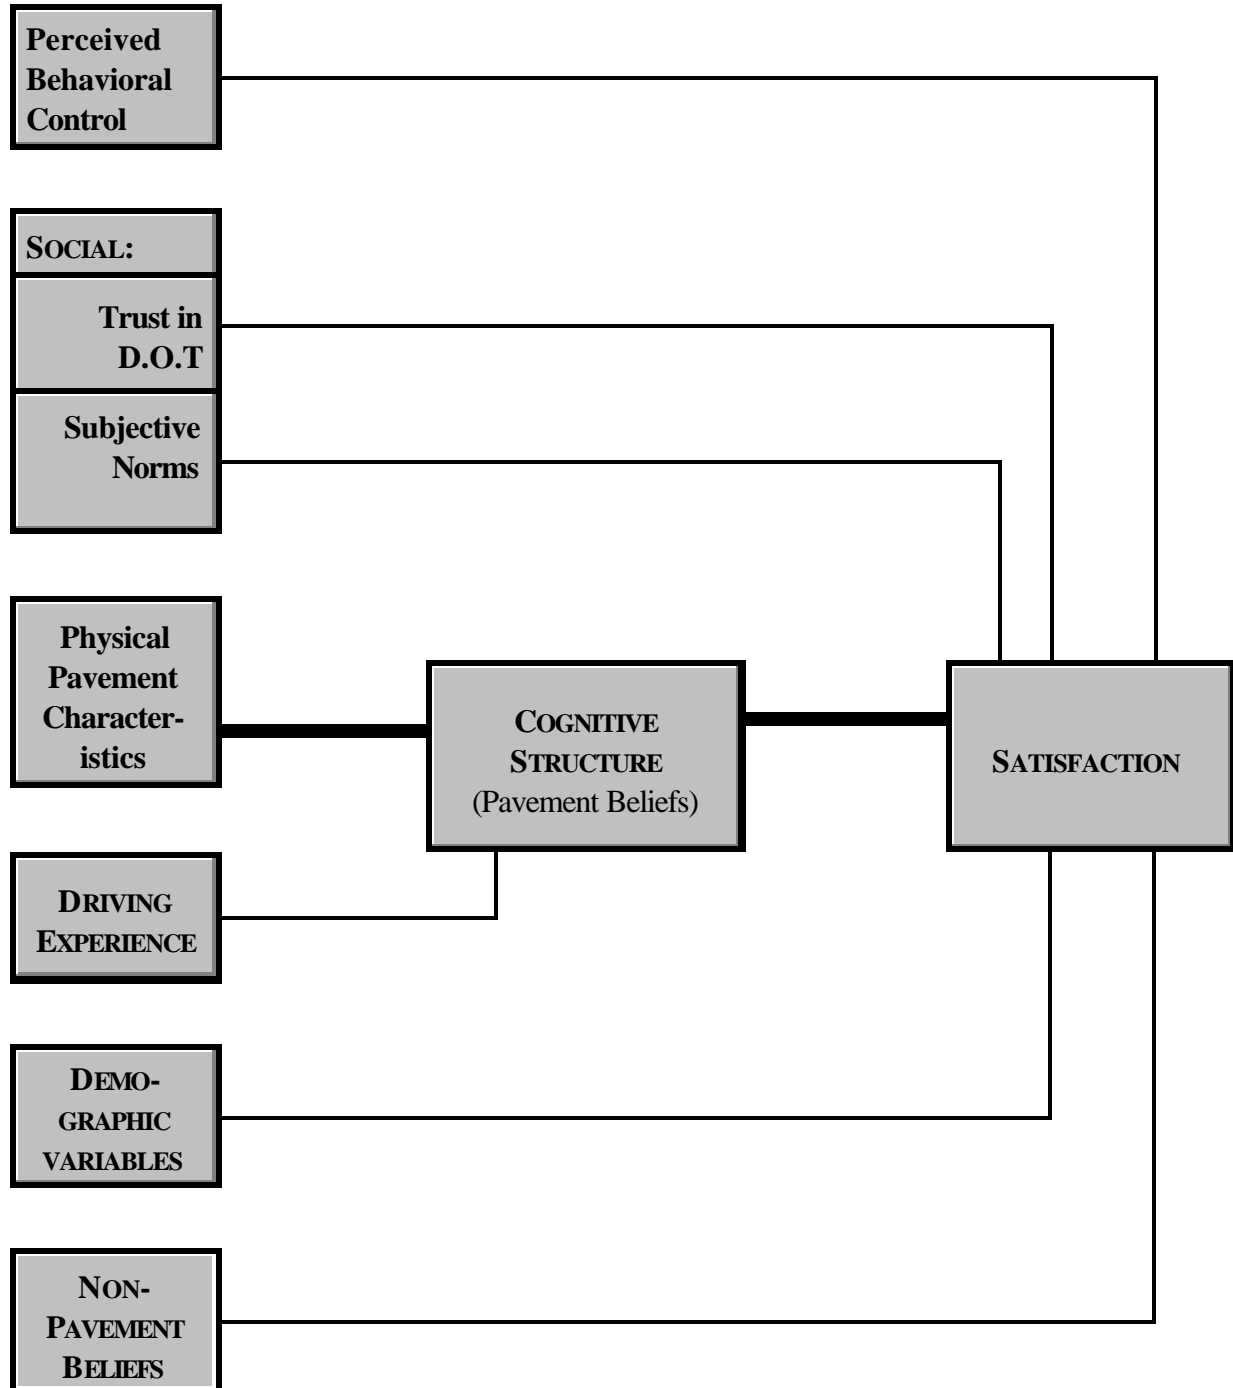 Perceived
Behavioral
Control
SOCIAL:
Trust in
D.O.T
Subjective
Norms
Physical
Pavement
Character-
istics
COGNITIVE
STRUCTURE
(Pavement Beliefs)
SATISFACTION
DRIVING
EXPERIENCE
DEMO-
GRAPHIC
VARIABLES
NON-
PAVEMENT
BELIEFS